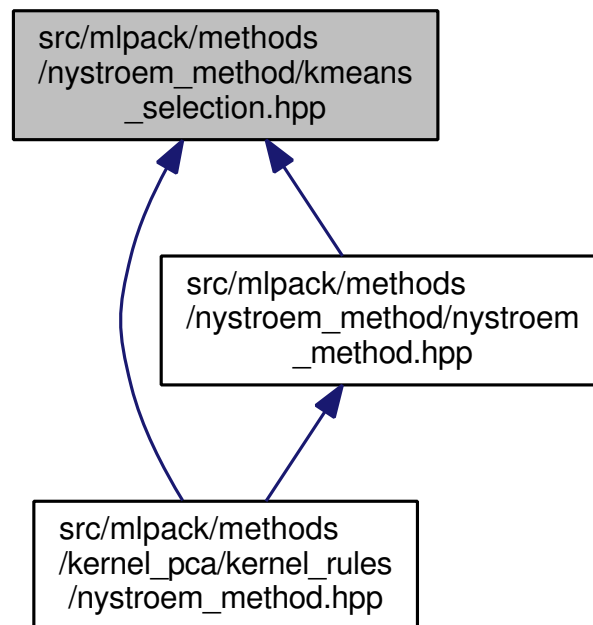 src/mlpack/methods
/nystroem_method/kmeans
_selection.hpp
src/mlpack/methods
/nystroem_method/nystroem
_method.hpp
src/mlpack/methods
/kernel_pca/kernel_rules
/nystroem_method.hpp